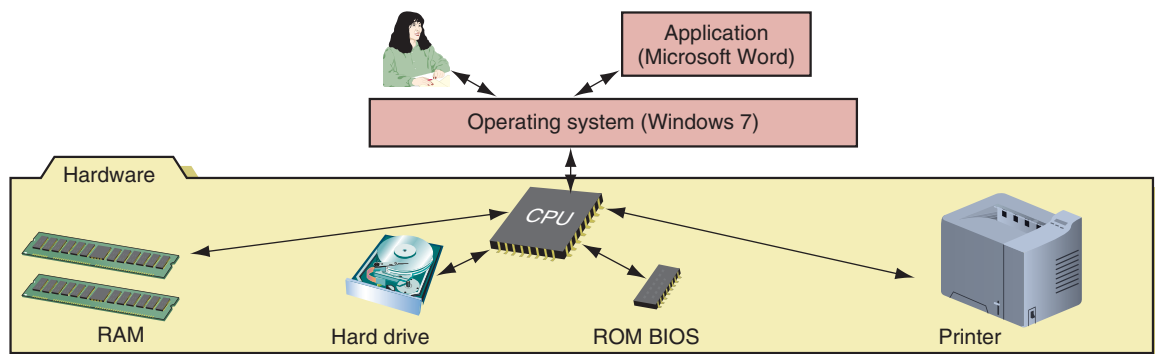 Application
(Microsoft Word)
Operating system (Windows 7)
Hardware
CPU
RAM
Hard drive
ROM BIOS
Printer